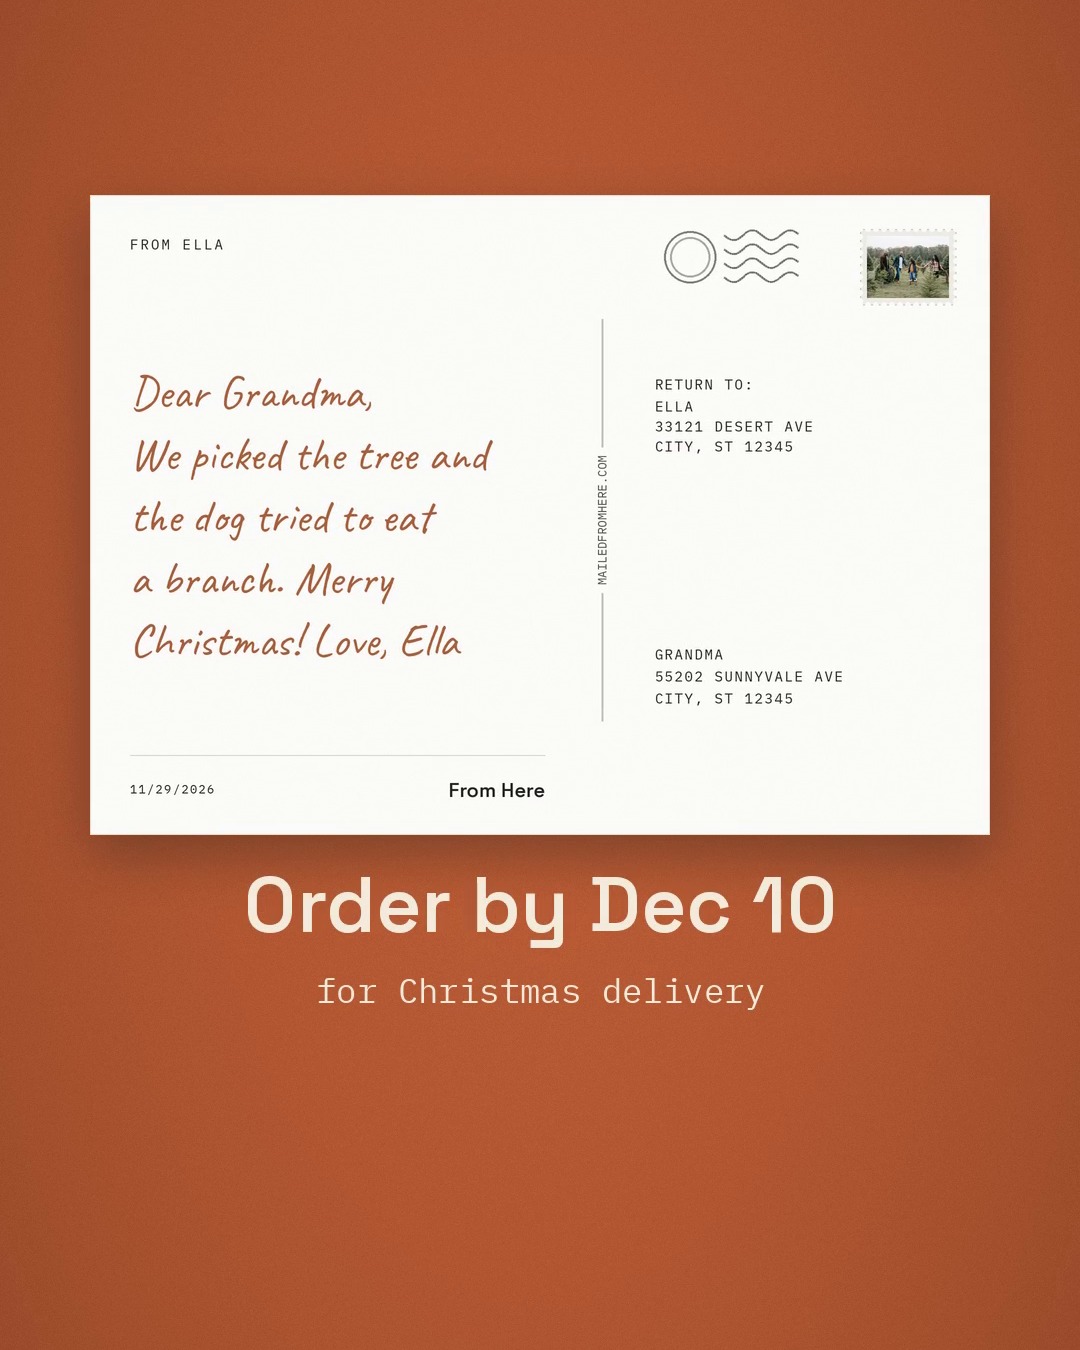 FROM ELLA
Dear Grandma,
We picked the tree and
the dog tried to eat
a branch. Merry
Christmas! Love, Ella
11/29/2026
From Here
MAILEDFROMHERE.COM
RETURN TO:
ELLA
33121 DESERT AVE
CITY, ST 12345
GRANDMA
55202 SUNNYVALE AVE
CITY, ST 12345
Order by Dec 10
for Christmas delivery